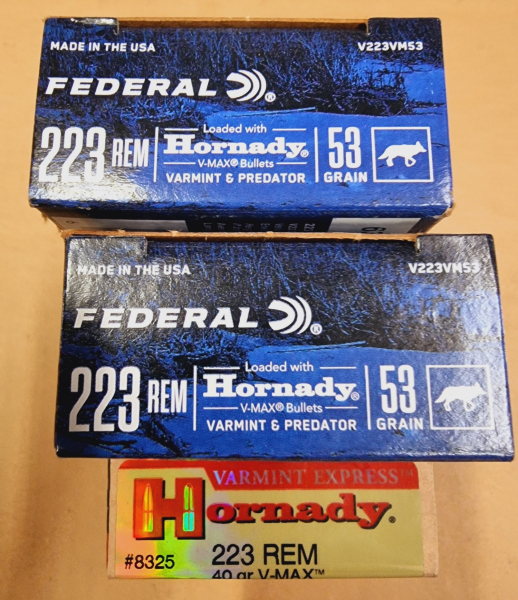 MADE IN THE USA V223VM53
FEDERAL ®
223 REM
Loaded with
Hornady®
V-MAX® Bullets
VARMINT & PREDATOR
53
GRAIN
MADE IN THE USA V223VM53
FEDERAL ®
223 REM
Loaded with
Hornady®
V-MAX® Bullets
VARMINT & PREDATOR
53
GRAIN
VARMINT EXPRESS™
Hornady®
#8325 223 REM
40 gr V-MAX™